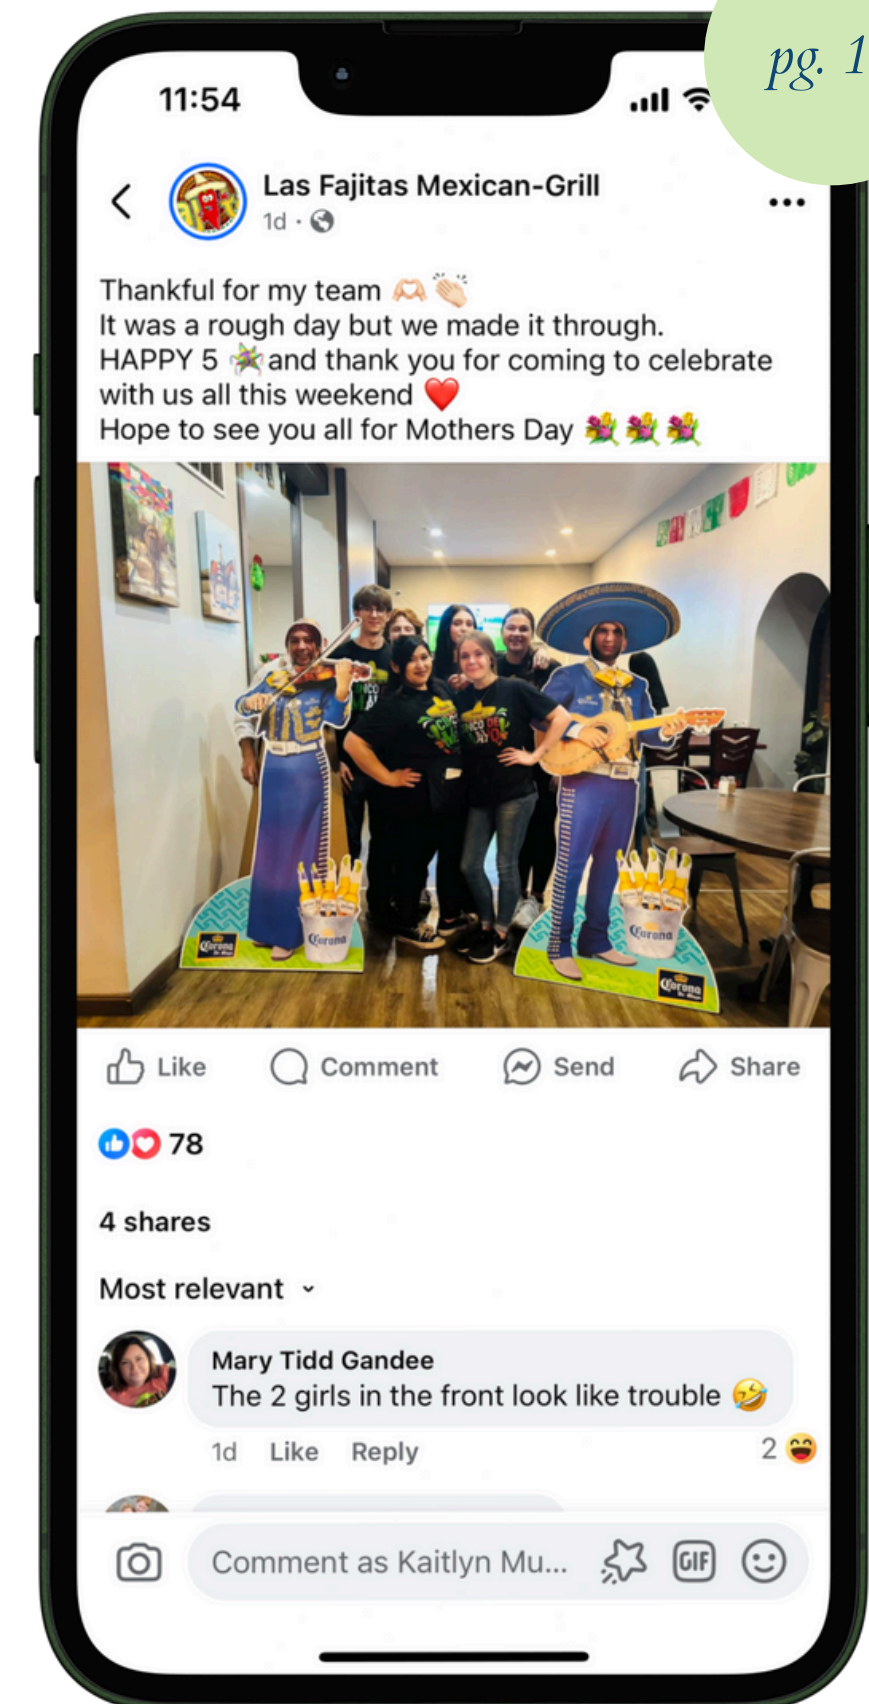 pg. 1
11:54
Las Fajitas Mexican-Grill
1d ·
Thankful for my team 🫶🏻👏🏻
It was a rough day but we made it through.
HAPPY 5 🪅and thank you for coming to celebrate
with us all this weekend ❤️
Hope to see you all for Mothers Day 💐💐💐
CINCO DE
MAYO
Corona
Corona
Corona
Corona
Like
Comment
Send
Share
78
4 shares
Most relevant
Mary Tidd Gandee
The 2 girls in the front look like trouble 🤣
1d Like Reply
2 😄
Comment as Kaitlyn Mu...
GIF